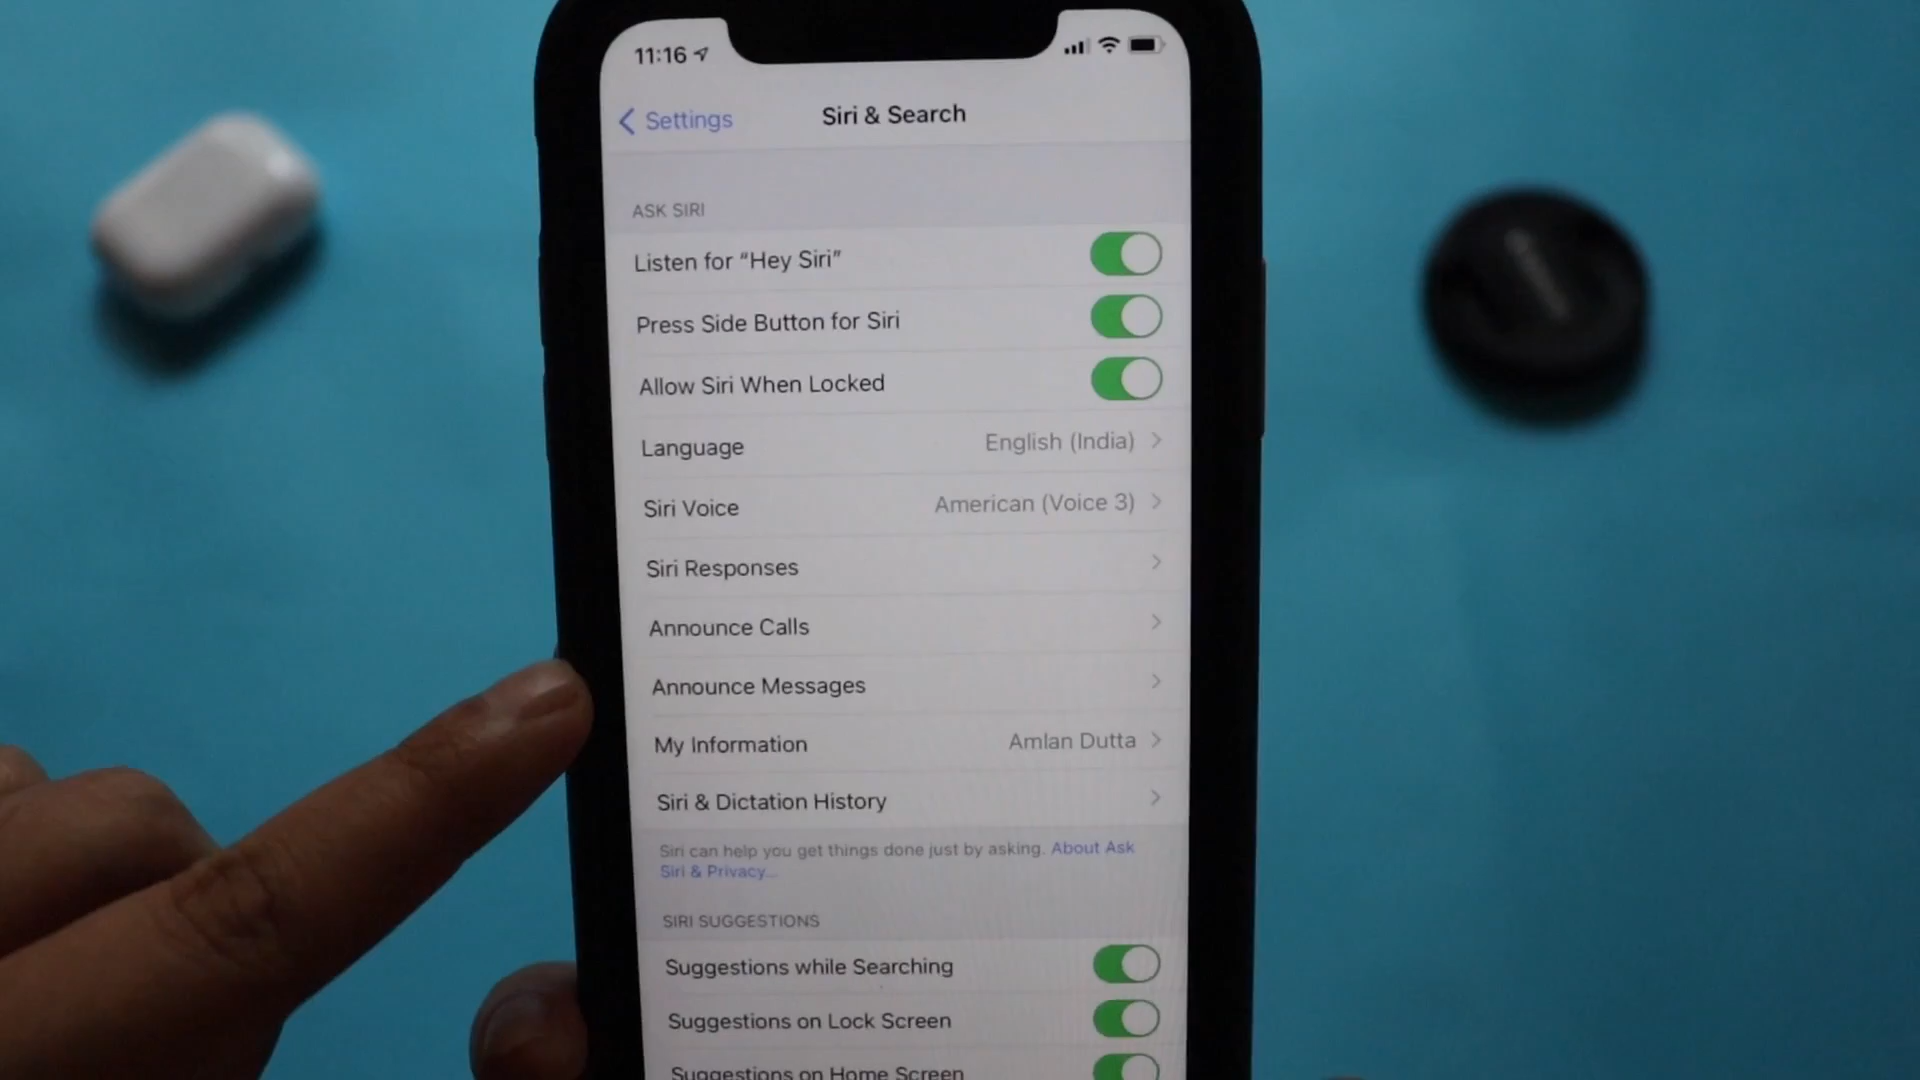 11:16
Settings
Siri & Search
ASK SIRI
Listen for “Hey Siri”
Press Side Button for Siri
Allow Siri When Locked
Language English (India)
Siri Voice American (Voice 3)
Siri Responses
Announce Calls
Announce Messages
My Information Amlan Dutta
Siri & Dictation History
Siri can help you get things done just by asking. About Ask
Siri & Privacy...
SIRI SUGGESTIONS
Suggestions while Searching
Suggestions on Lock Screen
Suggestions on Home Screen